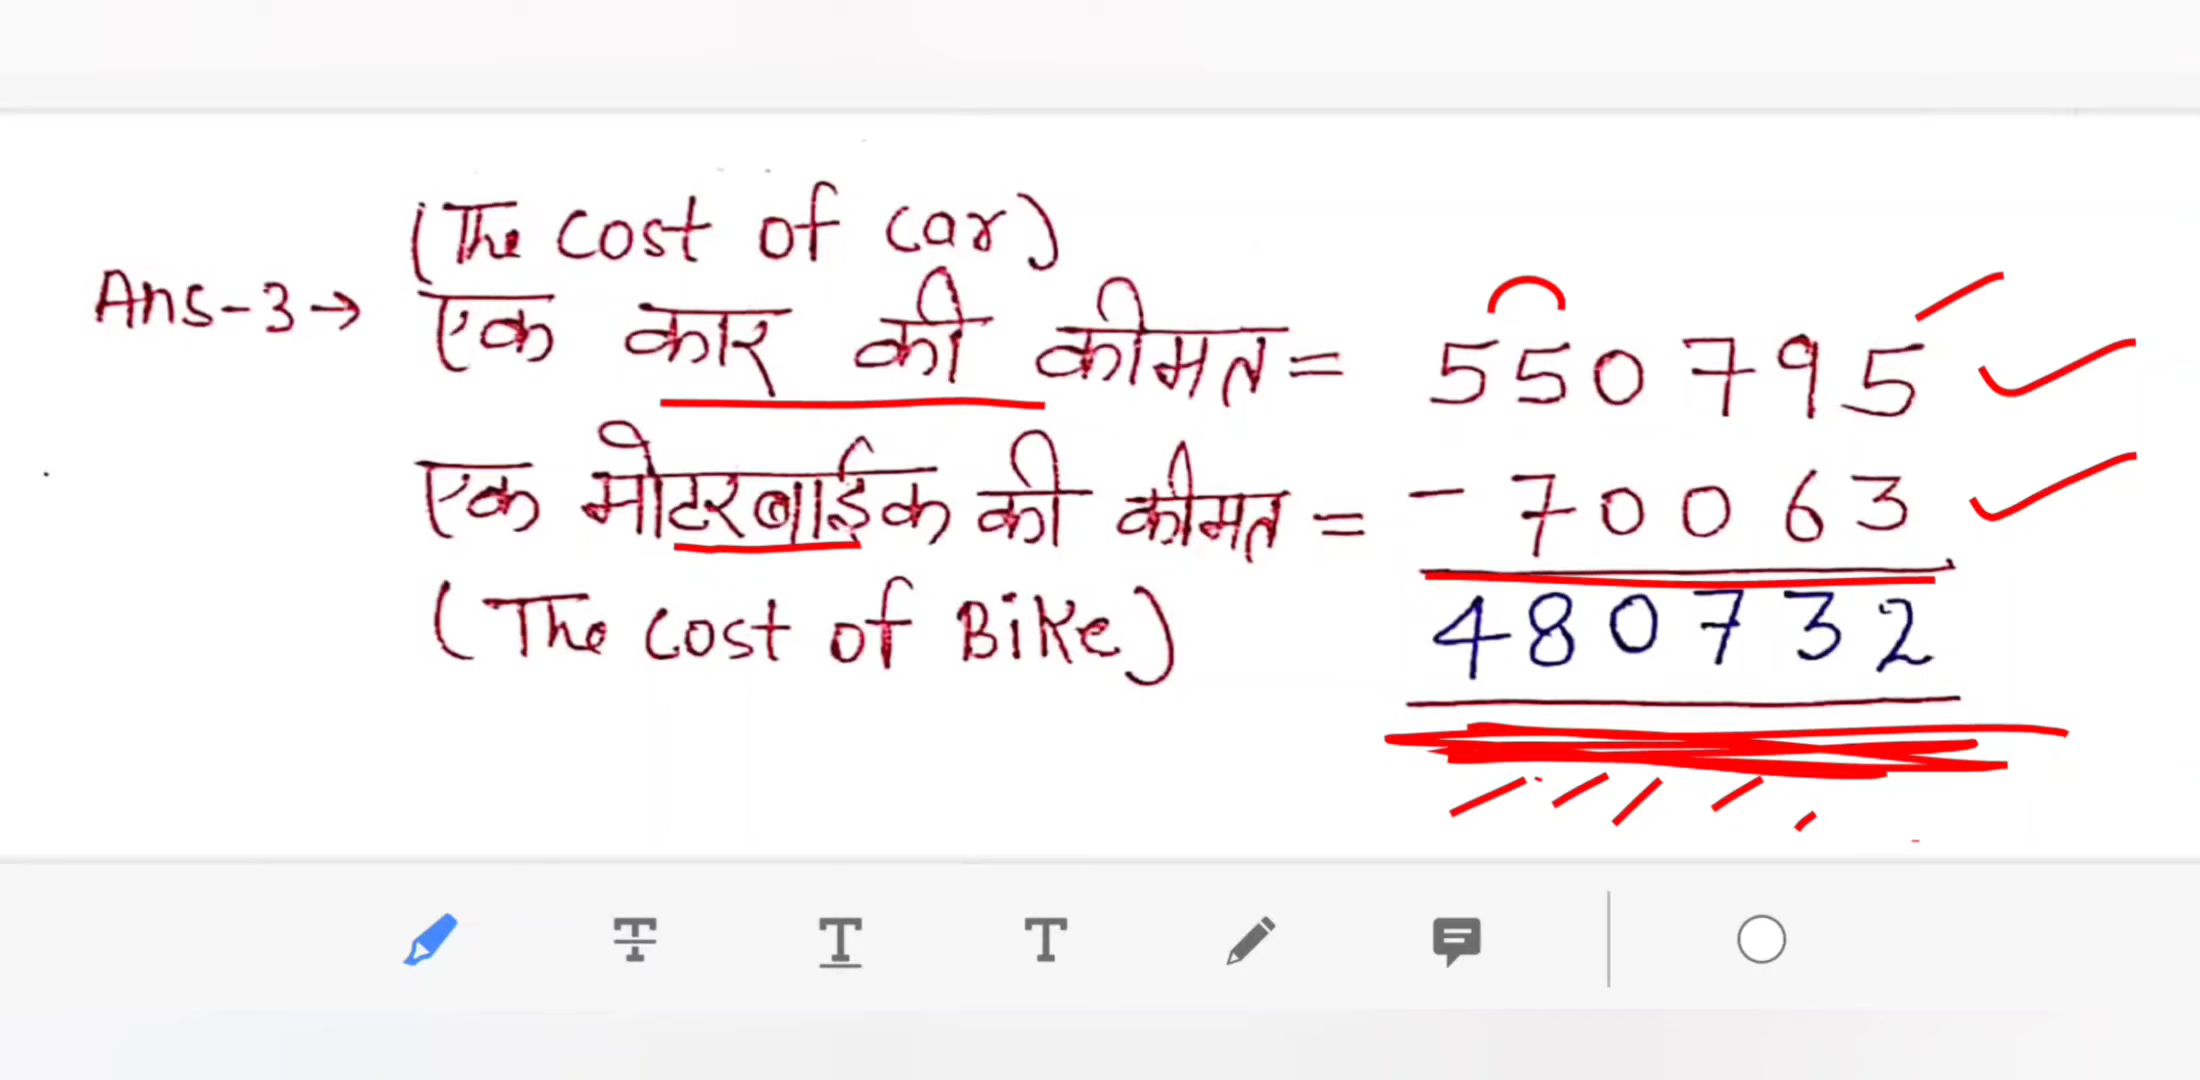 (The cost of car)
Ans-3→ एक कार की कीमत = 550795
एक मोटरबाईक की कीमत = -70063
(The cost of Bike) 480732